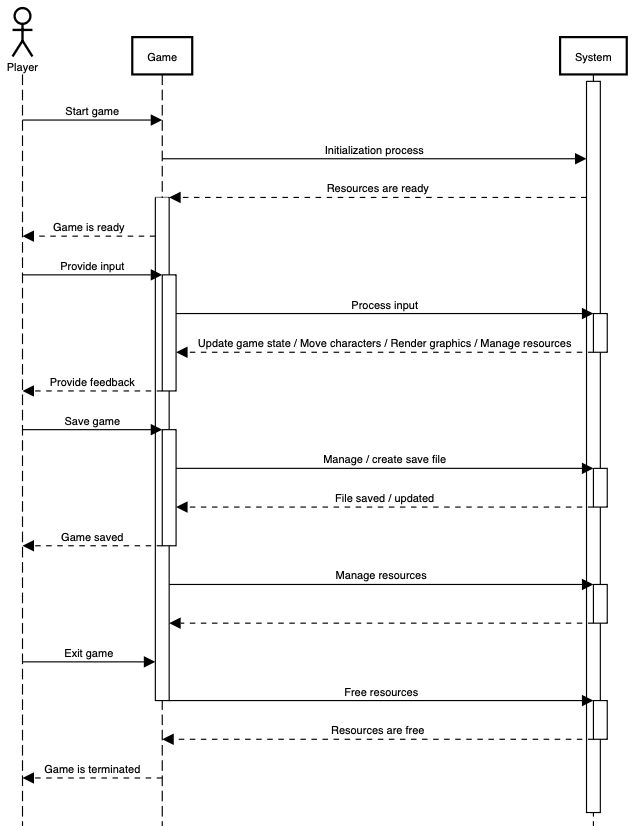 Player
Game
System
Start game
Initialization process
Resources are ready
Game is ready
Provide input
Process input
Update game state / Move characters / Render graphics / Manage resources
Provide feedback
Save game
Manage / create save file
File saved / updated
Game saved
Manage resources
Exit game
Free resources
Resources are free
Game is terminated